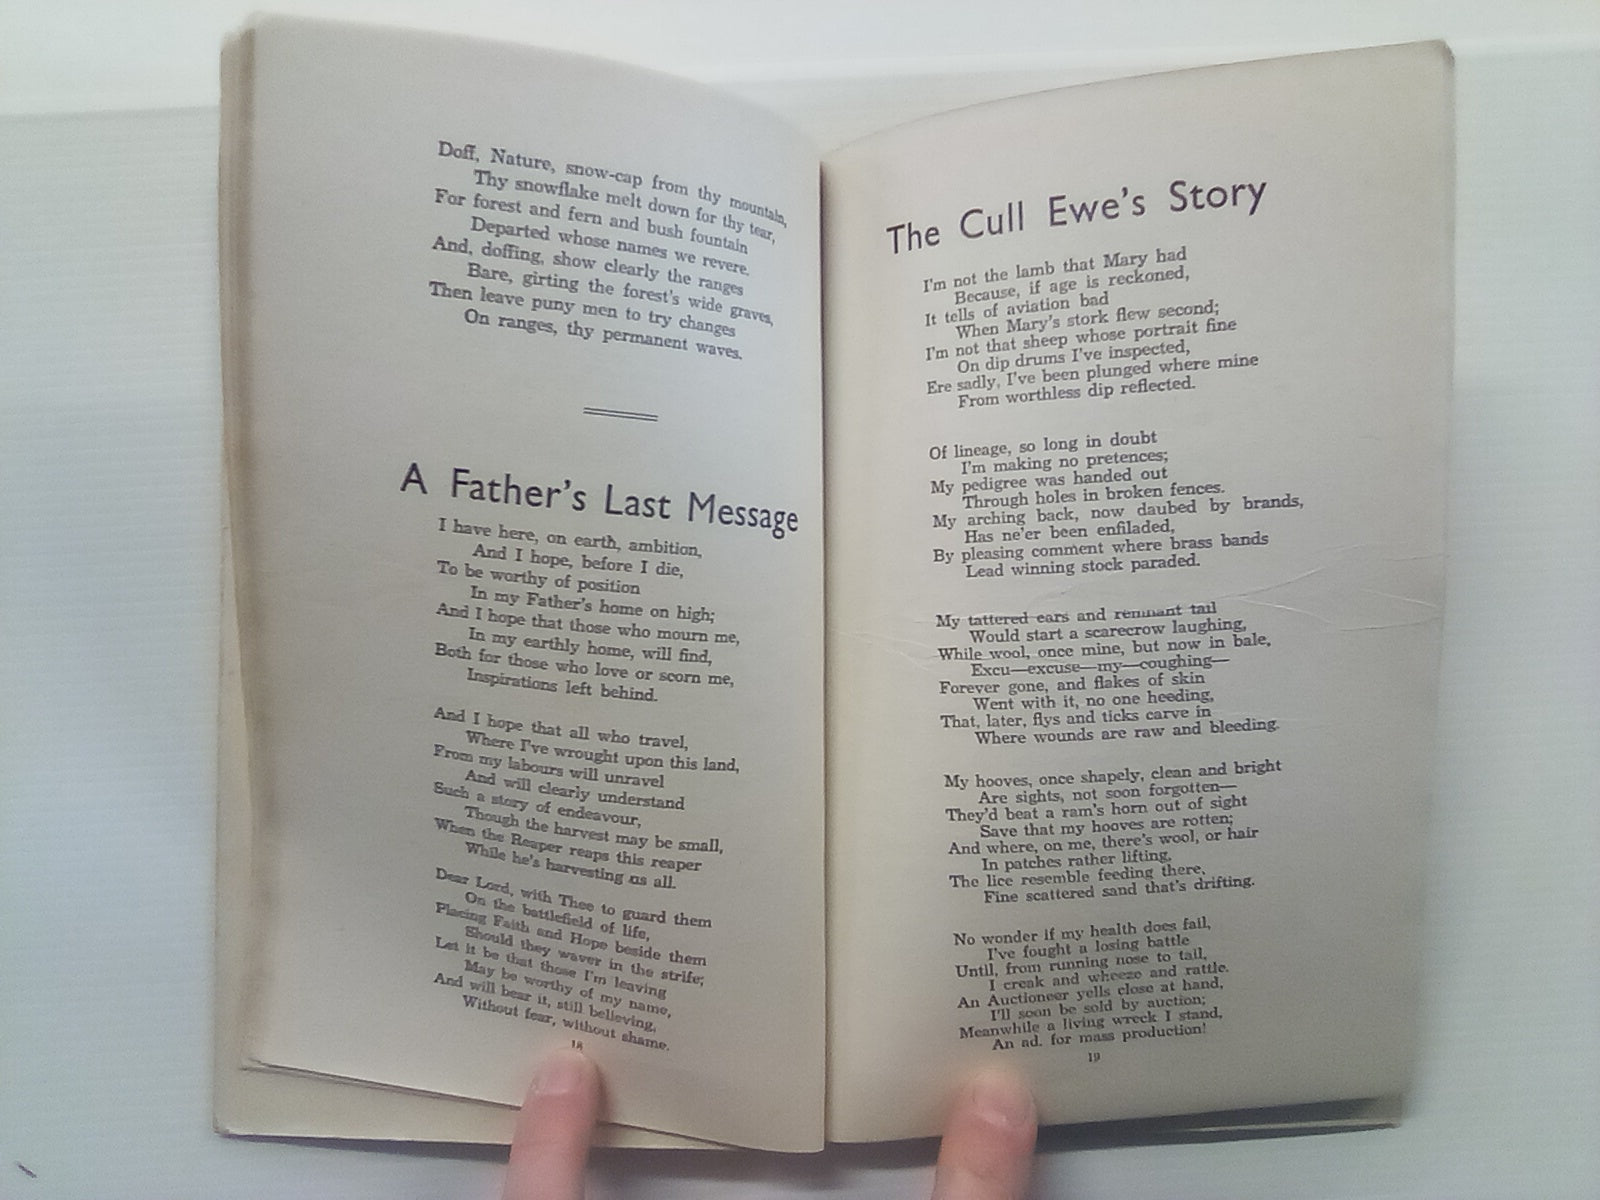 Doff, Nature, snow-cap from thy mountain,
Thy snowflake melt down for thy tear,
For forest and fern and bush fountain
Departed whose names we revere.
And, doffing, show clearly the ranges
Bare, girting the forest's wide graves,
Then leave puny men to try changes
On ranges, thy permanent waves.
A Father's Last Message
I have here, on earth, ambition,
And I hope, before I die,
To be worthy of position
In my Father's home on high;
And I hope that those who mourn me,
In my earthly home, will find,
Both for those who love or scorn me,
Inspirations left behind.
And I hope that all who travel,
Where I've wrought upon this land,
From my labours will unravel
And will clearly understand
Such a story of endeavour,
Though the harvest may be small,
When the Reaper reaps this reaper
While he's harvesting us all.
Dear Lord, with Thee to guard them
On the battlefield of life,
Placing Faith and Hope beside them
Should they waver in the strife;
Let it be that those I'm leaving
May be worthy of my name,
And will bear it, still believing,
Without fear, without shame.
18
The Cull Ewe's Story
I'm not the lamb that Mary had
Because, if age is reckoned,
It tells of aviation bad
When Mary's stork flew second;
I'm not that sheep whose portrait fine
On dip drums I've inspected,
Ere sadly, I've been plunged where mine
From worthless dip reflected.
Of lineage, so long in doubt
I'm making no pretences;
My pedigree was handed out
Through holes in broken fences.
My arching back, now daubed by brands,
Has ne'er been enfiladed,
By pleasing comment where brass bands
Lead winning stock paraded.
My tattered ears and remnant tail
Would start a scarecrow laughing,
While wool, once mine, but now in bale,
Excu—excuse—my—coughing—
Forever gone, and flakes of skin
Went with it, no one heeding,
That, later, flys and ticks carve in
Where wounds are raw and bleeding.
My hooves, once shapely, clean and bright
Are sights, not soon forgotten—
They'd beat a ram's horn out of sight
Save that my hooves are rotten;
And where, on me, there's wool, or hair
In patches rather lifting,
The lice resemble feeding there,
Fine scattered sand that's drifting.
No wonder if my health does fail,
I've fought a losing battle
Until, from running nose to tail,
I creak and wheeze and rattle.
An Auctioneer yells close at hand,
I'll soon be sold by auction;
Meanwhile a living wreck I stand,
An ad. for mass production!
19